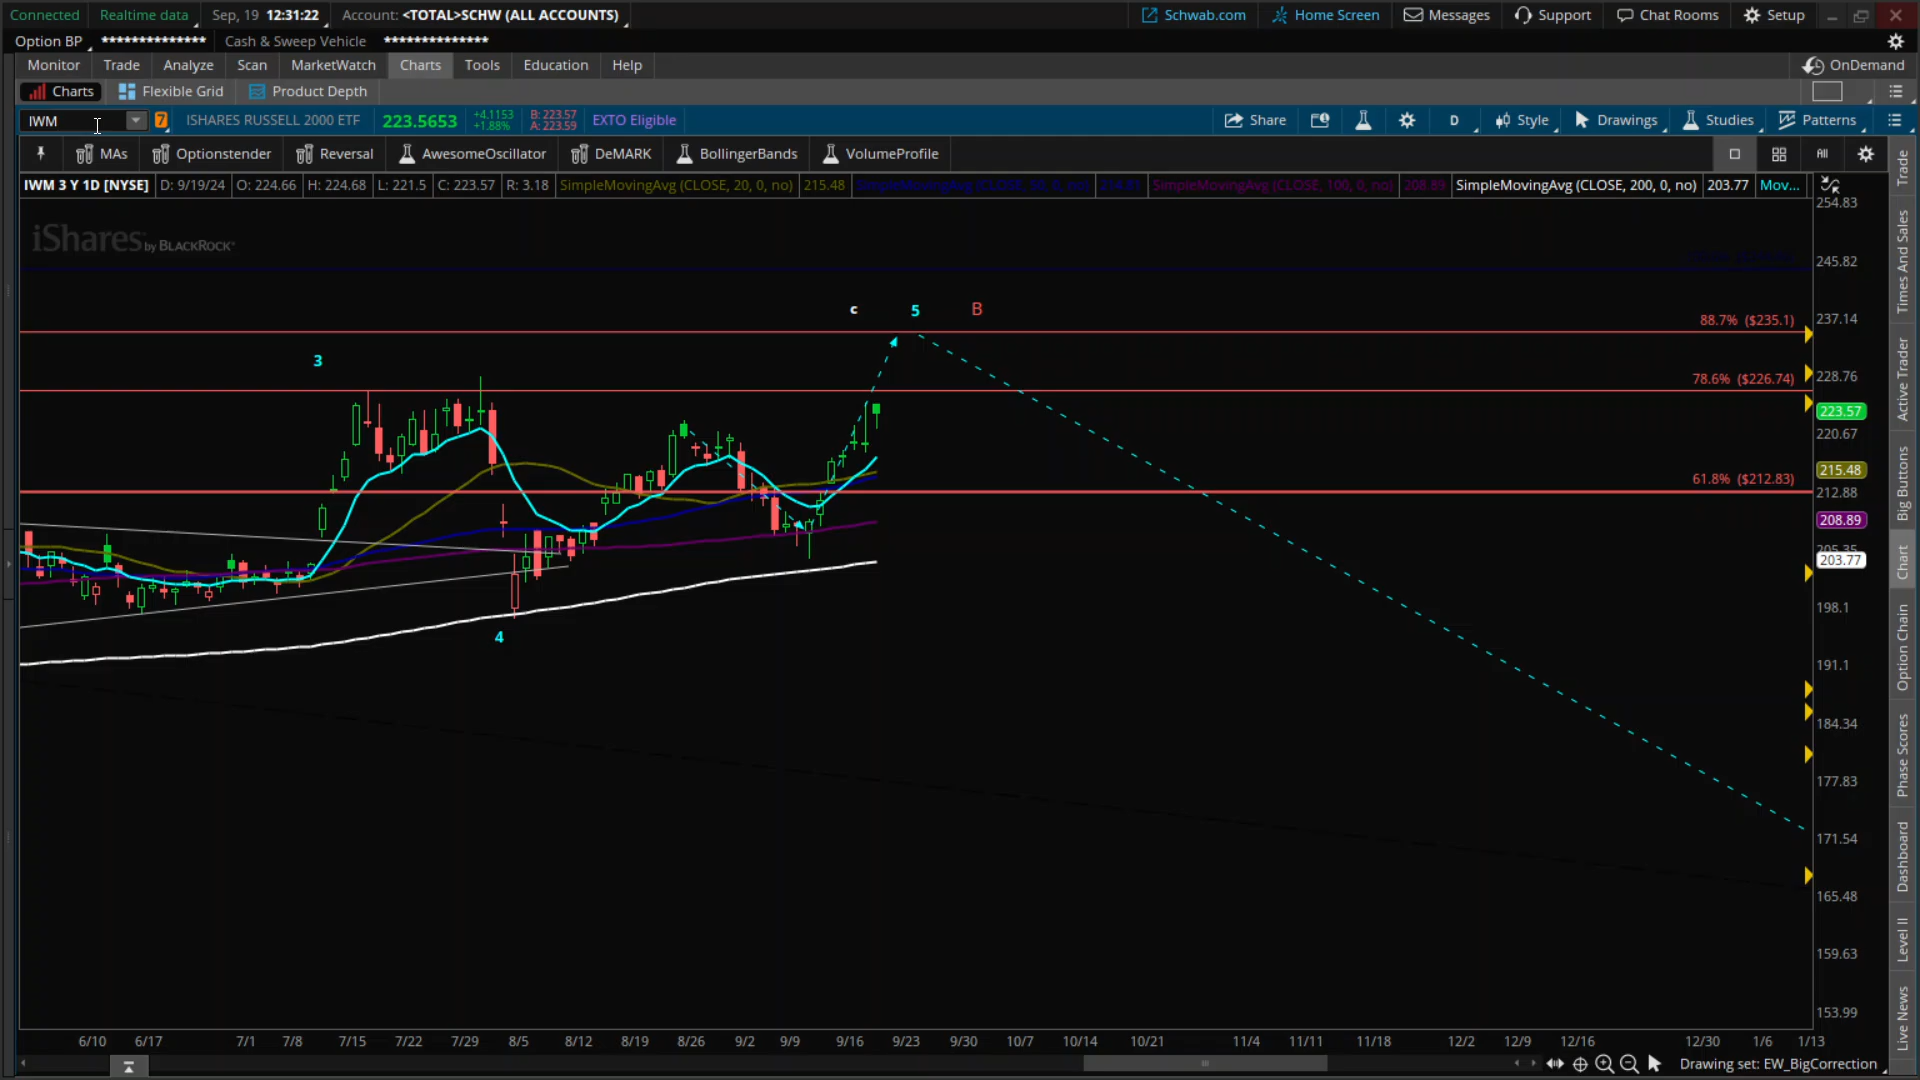 Connected Realtime data Sep, 19 12:31:22 Account: <TOTAL>SCHW (ALL ACCOUNTS) Schwab.com Home Screen Messages Support Chat Rooms Setup
Option BP ************** Cash & Sweep Vehicle **************
Monitor Trade Analyze Scan MarketWatch Charts Tools Education Help OnDemand
Charts Flexible Grid Product Depth
IWM 7 ISHARES RUSSELL 2000 ETF 223.5653 +4.1153 +1.88% B: 223.57 A: 223.59 EXTO Eligible Share D Style Drawings Studies Patterns
MAs Optionstender Reversal AwesomeOscillator DeMARK BollingerBands VolumeProfile All
IWM 3 Y 1D [NYSE] D: 9/19/24 O: 224.66 H: 224.68 L: 221.5 C: 223.57 R: 3.18 SimpleMovingAvg (CLOSE, 20, 0, no) 215.48 SimpleMovingAvg (CLOSE, 100, 0, no) 208.89 SimpleMovingAvg (CLOSE, 200, 0, no) 203.77 Mov...
iShares by BLACKROCK
254.83
245.82
237.14
228.76
223.57
220.67
215.48
212.88
208.89
205.35
203.77
198.1
191.1
184.34
177.83
171.54
165.48
159.63
153.99
c 5 B
88.7% ($235.1)
3
78.6% ($226.74)
61.8% ($212.83)
4
6/10 6/17 7/1 7/8 7/15 7/22 7/29 8/5 8/12 8/19 8/26 9/2 9/9 9/16 9/23 9/30 10/7 10/14 10/21 11/4 11/11 11/18 12/2 12/9 12/16 12/30 1/6 1/13
Drawing set: EW_BigCorrection
Trade
Times And Sales
Active Trader
Big Buttons
Chart
Option Chain
Phase Scores
Dashboard
Level II
Live News